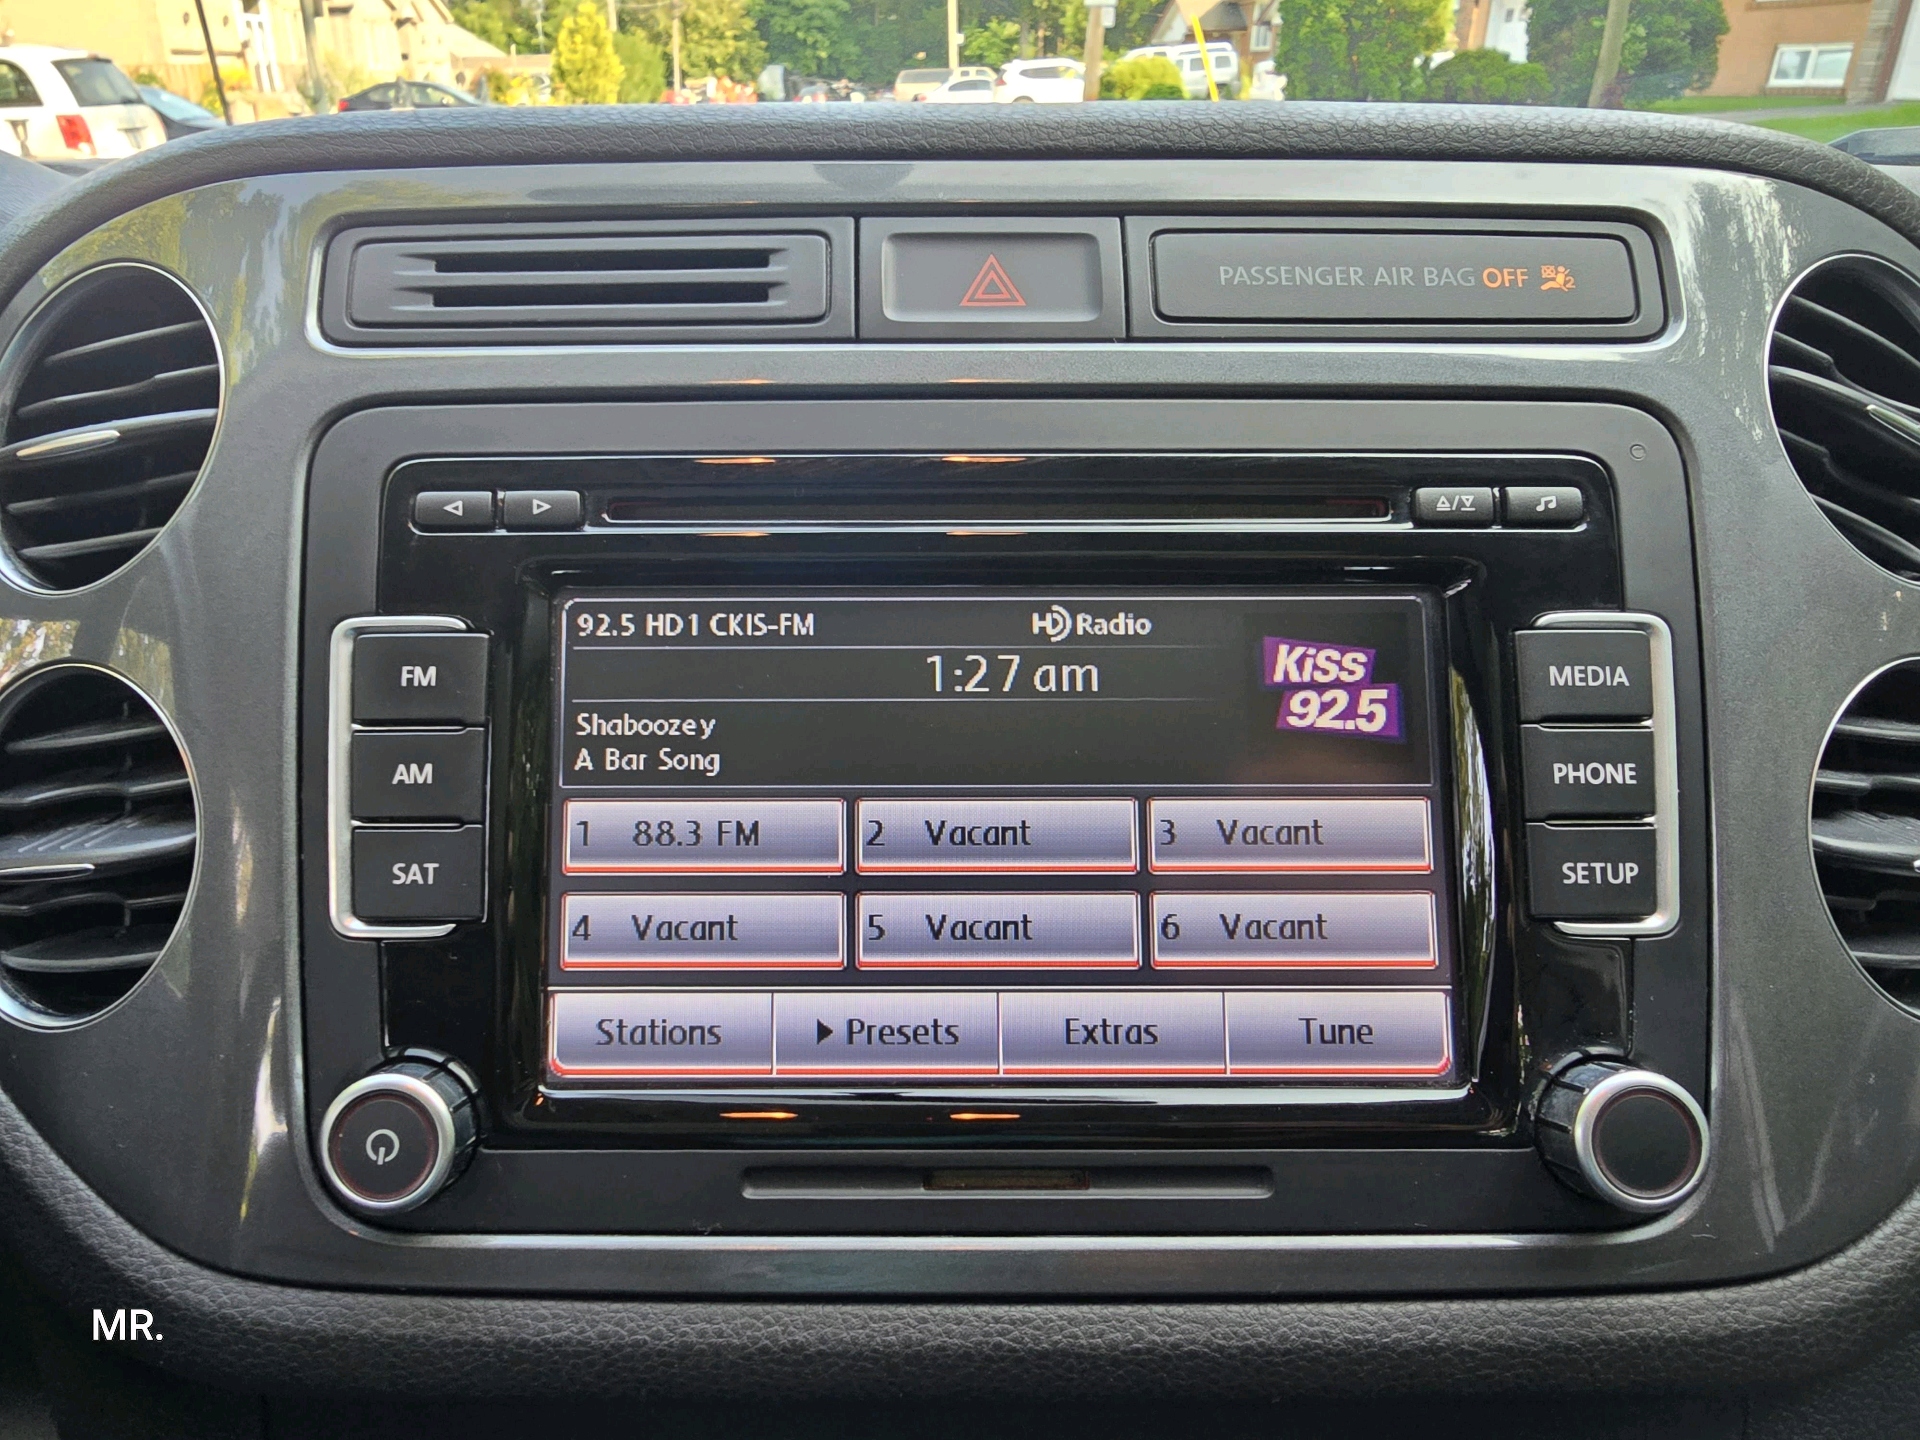 PASSENGER AIR BAG OFF
92.5 HD1 CKIS-FM
HD Radio
1:27 am
KiSS
92.5
Shaboozey
A Bar Song
FM
AM
SAT
MEDIA
PHONE
SETUP
1 88.3 FM
2 Vacant
3 Vacant
4 Vacant
5 Vacant
6 Vacant
Stations
Presets
Extras
Tune
MR.